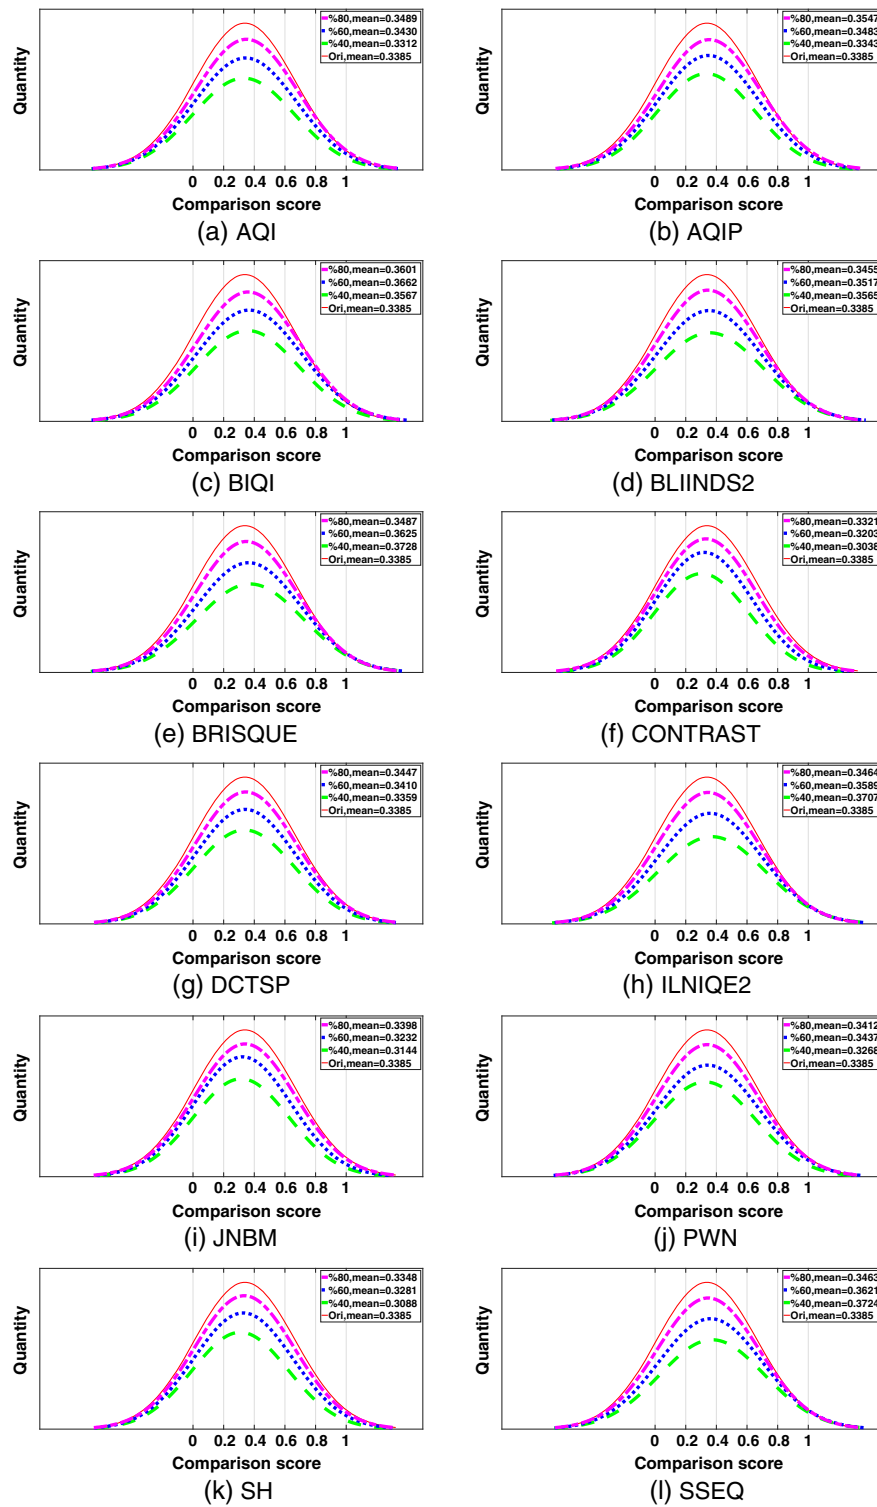 %80,mean=0.3489
%60,mean=0.3430
%40,mean=0.3312
Ori,mean=0.3385
Quantity
0 0.2 0.4 0.6 0.8 1
Comparison score
(a) AQI
%80,mean=0.3547
%60,mean=0.3483
%40,mean=0.3343
Ori,mean=0.3385
Quantity
0 0.2 0.4 0.6 0.8 1
Comparison score
(b) AQIP
%80,mean=0.3601
%60,mean=0.3662
%40,mean=0.3567
Ori,mean=0.3385
Quantity
0 0.2 0.4 0.6 0.8 1
Comparison score
(c) BIQI
%80,mean=0.3455
%60,mean=0.3517
%40,mean=0.3565
Ori,mean=0.3385
Quantity
0 0.2 0.4 0.6 0.8 1
Comparison score
(d) BLIINDS2
%80,mean=0.3487
%60,mean=0.3625
%40,mean=0.3728
Ori,mean=0.3385
Quantity
0 0.2 0.4 0.6 0.8 1
Comparison score
(e) BRISQUE
%80,mean=0.3321
%60,mean=0.3203
%40,mean=0.3038
Ori,mean=0.3385
Quantity
0 0.2 0.4 0.6 0.8 1
Comparison score
(f) CONTRAST
%80,mean=0.3447
%60,mean=0.3410
%40,mean=0.3359
Ori,mean=0.3385
Quantity
0 0.2 0.4 0.6 0.8 1
Comparison score
(g) DCTSP
%80,mean=0.3464
%60,mean=0.3589
%40,mean=0.3707
Ori,mean=0.3385
Quantity
0 0.2 0.4 0.6 0.8 1
Comparison score
(h) ILNIQE2
%80,mean=0.3398
%60,mean=0.3232
%40,mean=0.3144
Ori,mean=0.3385
Quantity
0 0.2 0.4 0.6 0.8 1
Comparison score
(i) JNBM
%80,mean=0.3412
%60,mean=0.3437
%40,mean=0.3268
Ori,mean=0.3385
Quantity
0 0.2 0.4 0.6 0.8 1
Comparison score
(j) PWN
%80,mean=0.3348
%60,mean=0.3281
%40,mean=0.3088
Ori,mean=0.3385
Quantity
0 0.2 0.4 0.6 0.8 1
Comparison score
(k) SH
%80,mean=0.3463
%60,mean=0.3621
%40,mean=0.3724
Ori,mean=0.3385
Quantity
0 0.2 0.4 0.6 0.8 1
Comparison score
(l) SSEQ